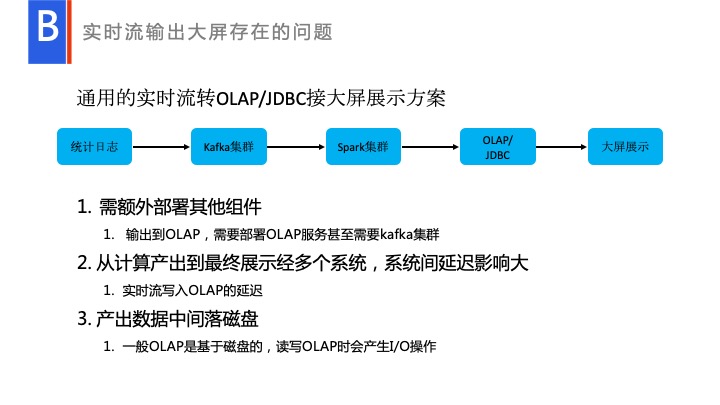 B
实时流输出大屏存在的问题
通用的实时流转OLAP/JDBC接大屏展示方案
统计日志
Kafka集群
Spark集群
OLAP/
JDBC
大屏展示
1. 需额外部署其他组件
1. 输出到OLAP，需要部署OLAP服务甚至需要kafka集群
2. 从计算产出到最终展示经多个系统，系统间延迟影响大
1. 实时流写入OLAP的延迟
3. 产出数据中间落磁盘
1. 一般OLAP是基于磁盘的，读写OLAP时会产生I/O操作